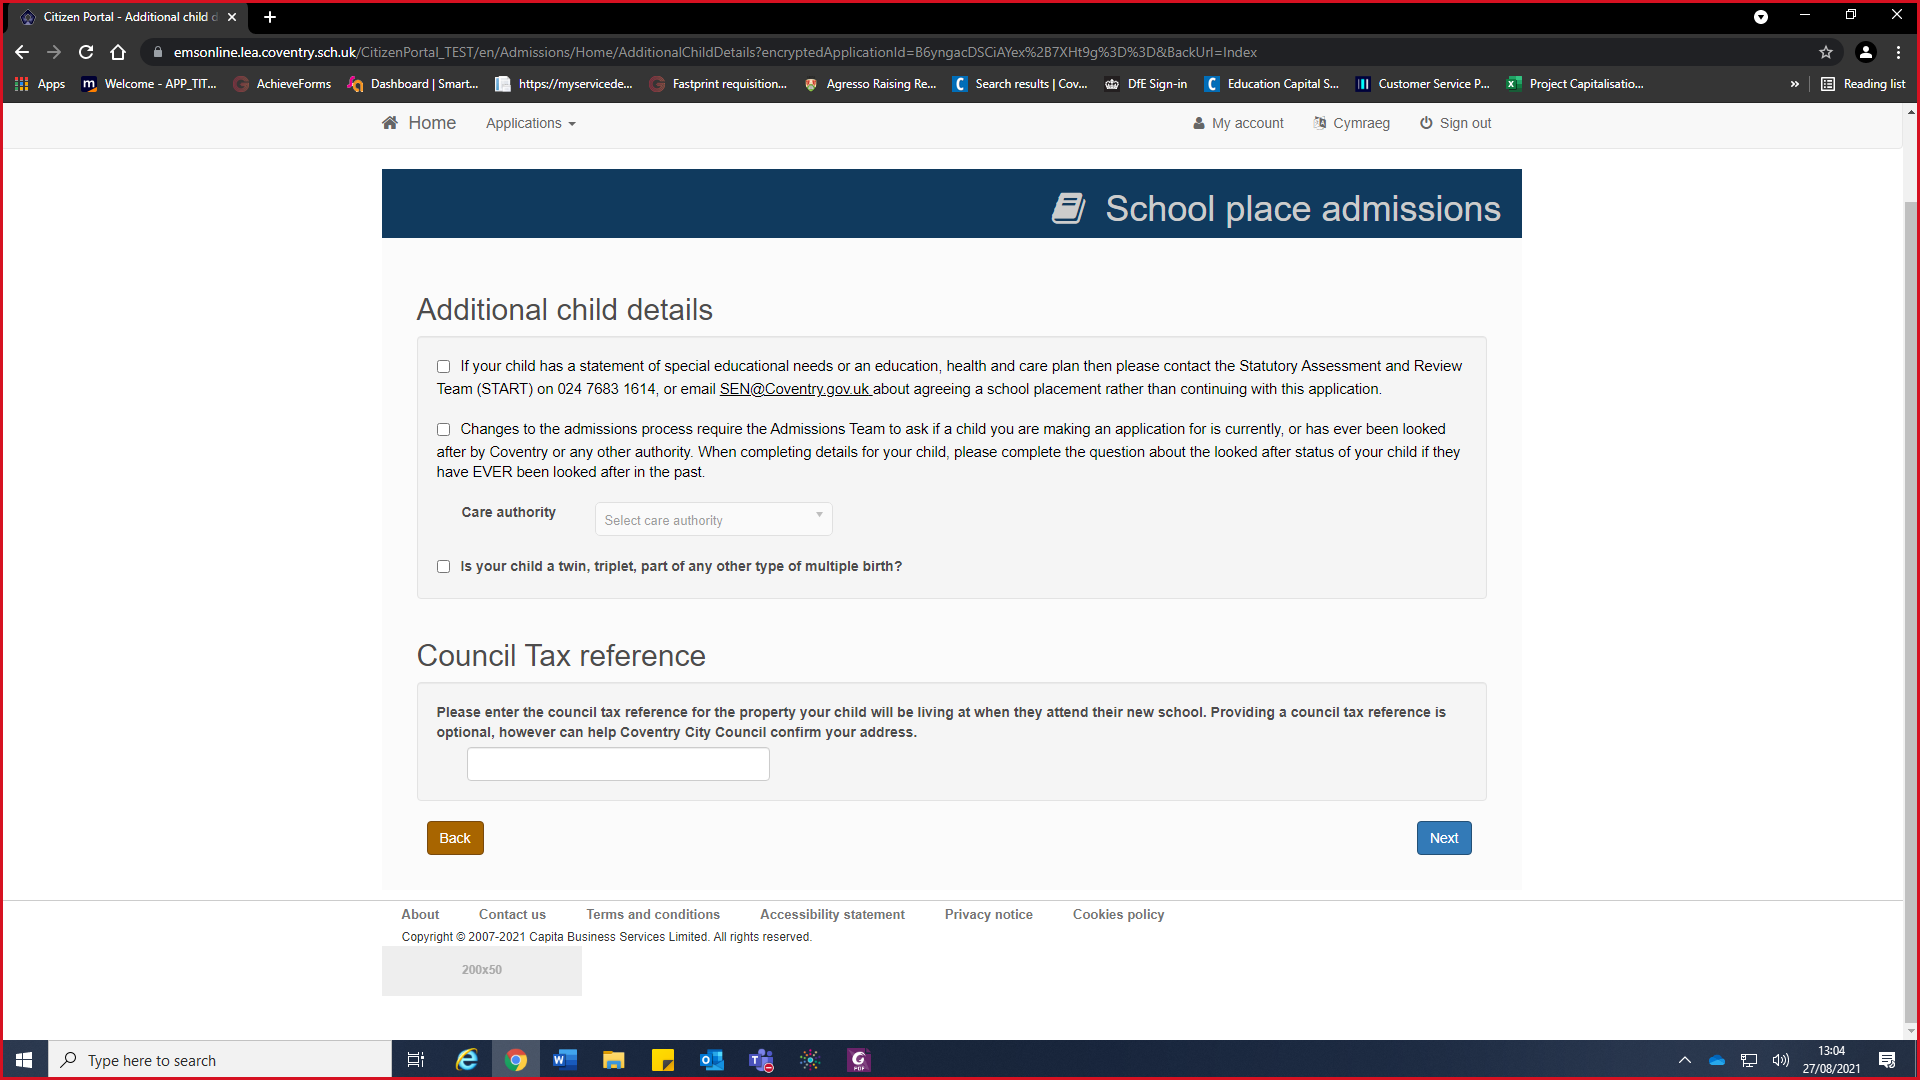 Citizen Portal - Additional child d
emsonline.lea.coventry.sch.uk/CitizenPortal_TEST/en/Admissions/Home/AdditionalChildDetails?encryptedApplicationId=B6yngacDSCiAYex%2B7XHt9g%3D%3D&BackUrl=Index
Apps Welcome - APP_TIT... AchieveForms Dashboard | Smart... https://myservicede... Fastprint requisition... Agresso Raising Re... Search results | Cov... DfE Sign-in Education Capital S... Customer Service P... Project Capitalisatio... » Reading list
Home Applications My account Cymraeg Sign out
School place admissions
Additional child details
If your child has a statement of special educational needs or an education, health and care plan then please contact the Statutory Assessment and Review
Team (START) on 024 7683 1614, or email SEN@Coventry.gov.uk about agreeing a school placement rather than continuing with this application.
Changes to the admissions process require the Admissions Team to ask if a child you are making an application for is currently, or has ever been looked
after by Coventry or any other authority. When completing details for your child, please complete the question about the looked after status of your child if they
have EVER been looked after in the past.
Care authority Select care authority
Is your child a twin, triplet, part of any other type of multiple birth?
Council Tax reference
Please enter the council tax reference for the property your child will be living at when they attend their new school. Providing a council tax reference is
optional, however can help Coventry City Council confirm your address.
Back Next
About Contact us Terms and conditions Accessibility statement Privacy notice Cookies policy
Copyright © 2007-2021 Capita Business Services Limited. All rights reserved.
200x50
Type here to search
13:04
27/08/2021